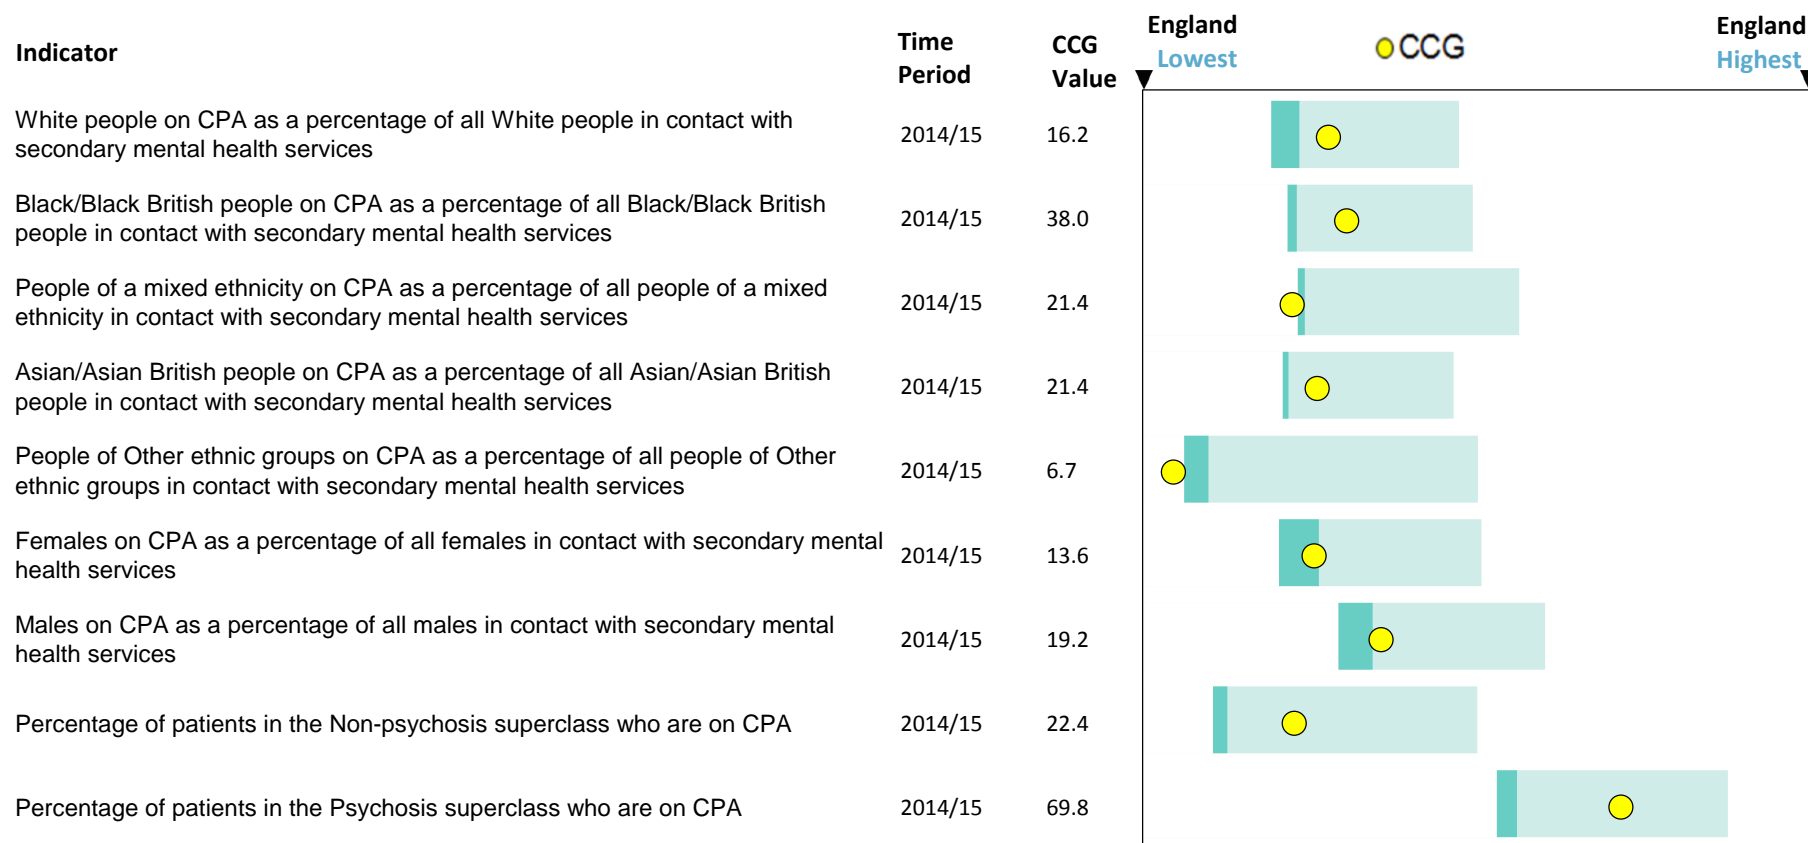 Indicator
Time
Period
CCG
Value
England
Lowest
CCG
England
Highest
White people on CPA as a percentage of all White people in contact with
secondary mental health services
2014/15
16.2
Black/Black British people on CPA as a percentage of all Black/Black British
people in contact with secondary mental health services
2014/15
38.0
People of a mixed ethnicity on CPA as a percentage of all people of a mixed
ethnicity in contact with secondary mental health services
2014/15
21.4
Asian/Asian British people on CPA as a percentage of all Asian/Asian British
people in contact with secondary mental health services
2014/15
21.4
People of Other ethnic groups on CPA as a percentage of all people of Other
ethnic groups in contact with secondary mental health services
2014/15
6.7
Females on CPA as a percentage of all females in contact with secondary mental
health services
2014/15
13.6
Males on CPA as a percentage of all males in contact with secondary mental
health services
2014/15
19.2
Percentage of patients in the Non-psychosis superclass who are on CPA
2014/15
22.4
Percentage of patients in the Psychosis superclass who are on CPA
2014/15
69.8